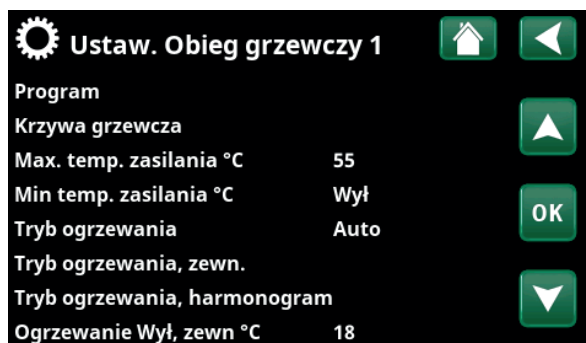 Ustaw. Obieg grzewczy 1
Program
Krzywa grzewcza
Max. temp. zasilania °C 55
Min temp. zasilania °C Wył
Tryb ogrzewania Auto
OK
Tryb ogrzewania, zewn.
Tryb ogrzewania, harmonogram
Ogrzewanie Wył, zewn °C 18